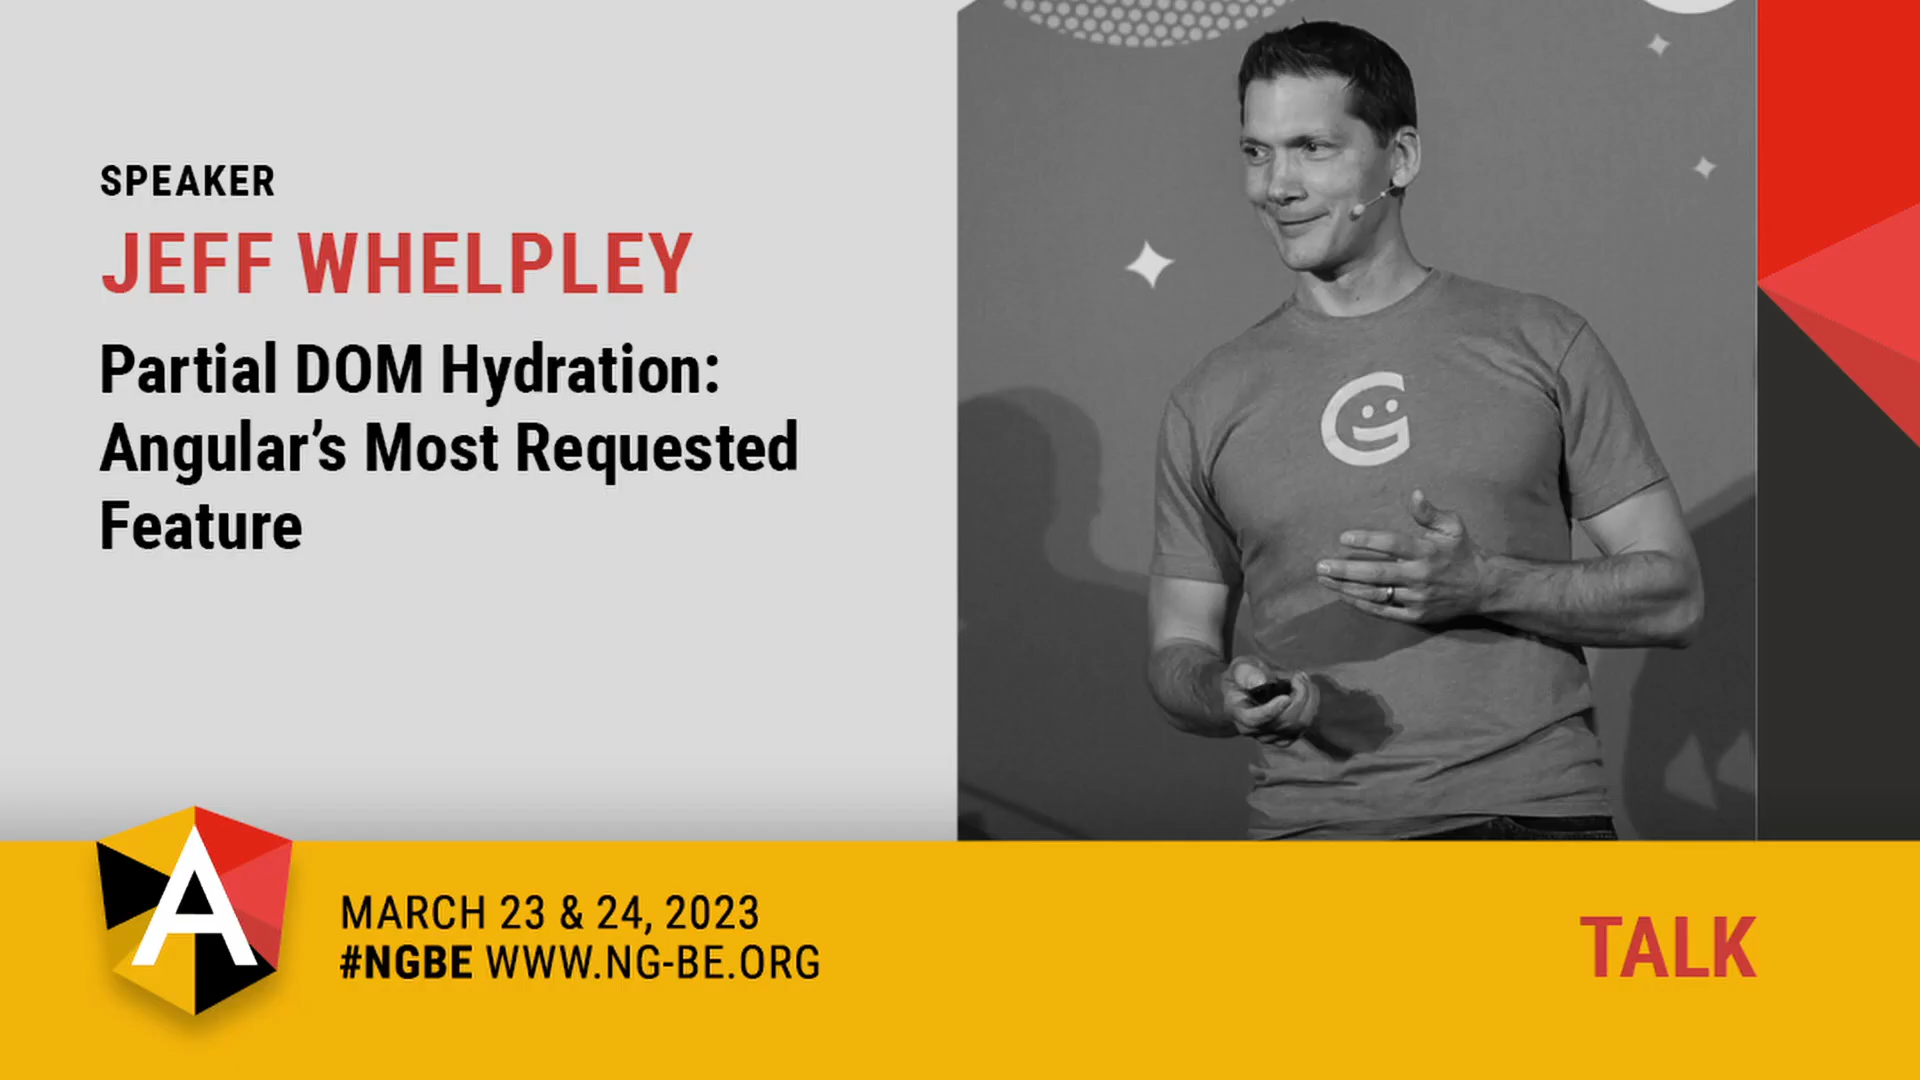 SPEAKER
JEFF WHELPLEY
Partial DOM Hydration:
Angular’s Most Requested
Feature
G
A
MARCH 23 & 24, 2023
#NGBE WWW.NG-BE.ORG
TALK